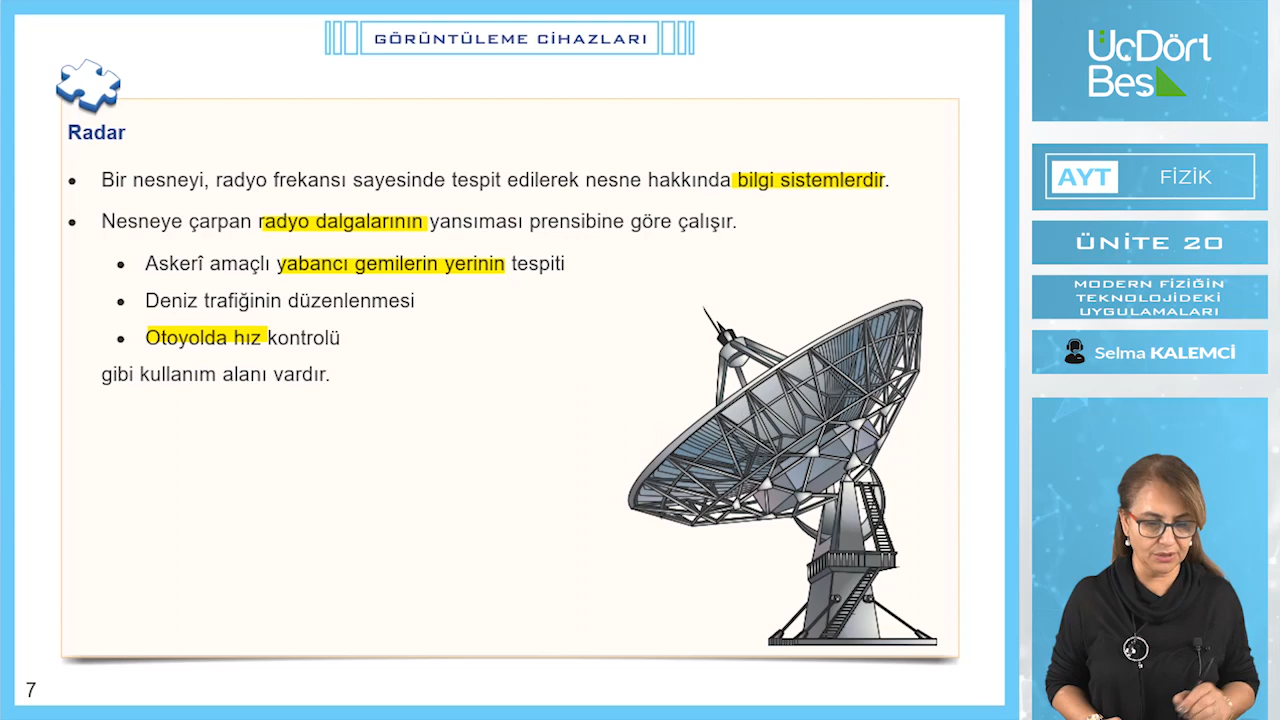 GÖRÜNTÜLEME CİHAZLARI
Radar
• Bir nesneyi, radyo frekansı sayesinde tespit edilerek nesne hakkında bilgi sistemlerdir.
• Nesneye çarpan radyo dalgalarının yansıması prensibine göre çalışır.
• Askerî amaçlı yabancı gemilerin yerinin tespiti
• Deniz trafiğinin düzenlenmesi
• Otoyolda hız kontrolü
gibi kullanım alanı vardır.
7
ÜçDört
Beş
AYT FİZİK
ÜNİTE 20
MODERN FİZİĞİN
TEKNOLOJİDEKİ
UYGULAMALARI
Selma KALEMCİ